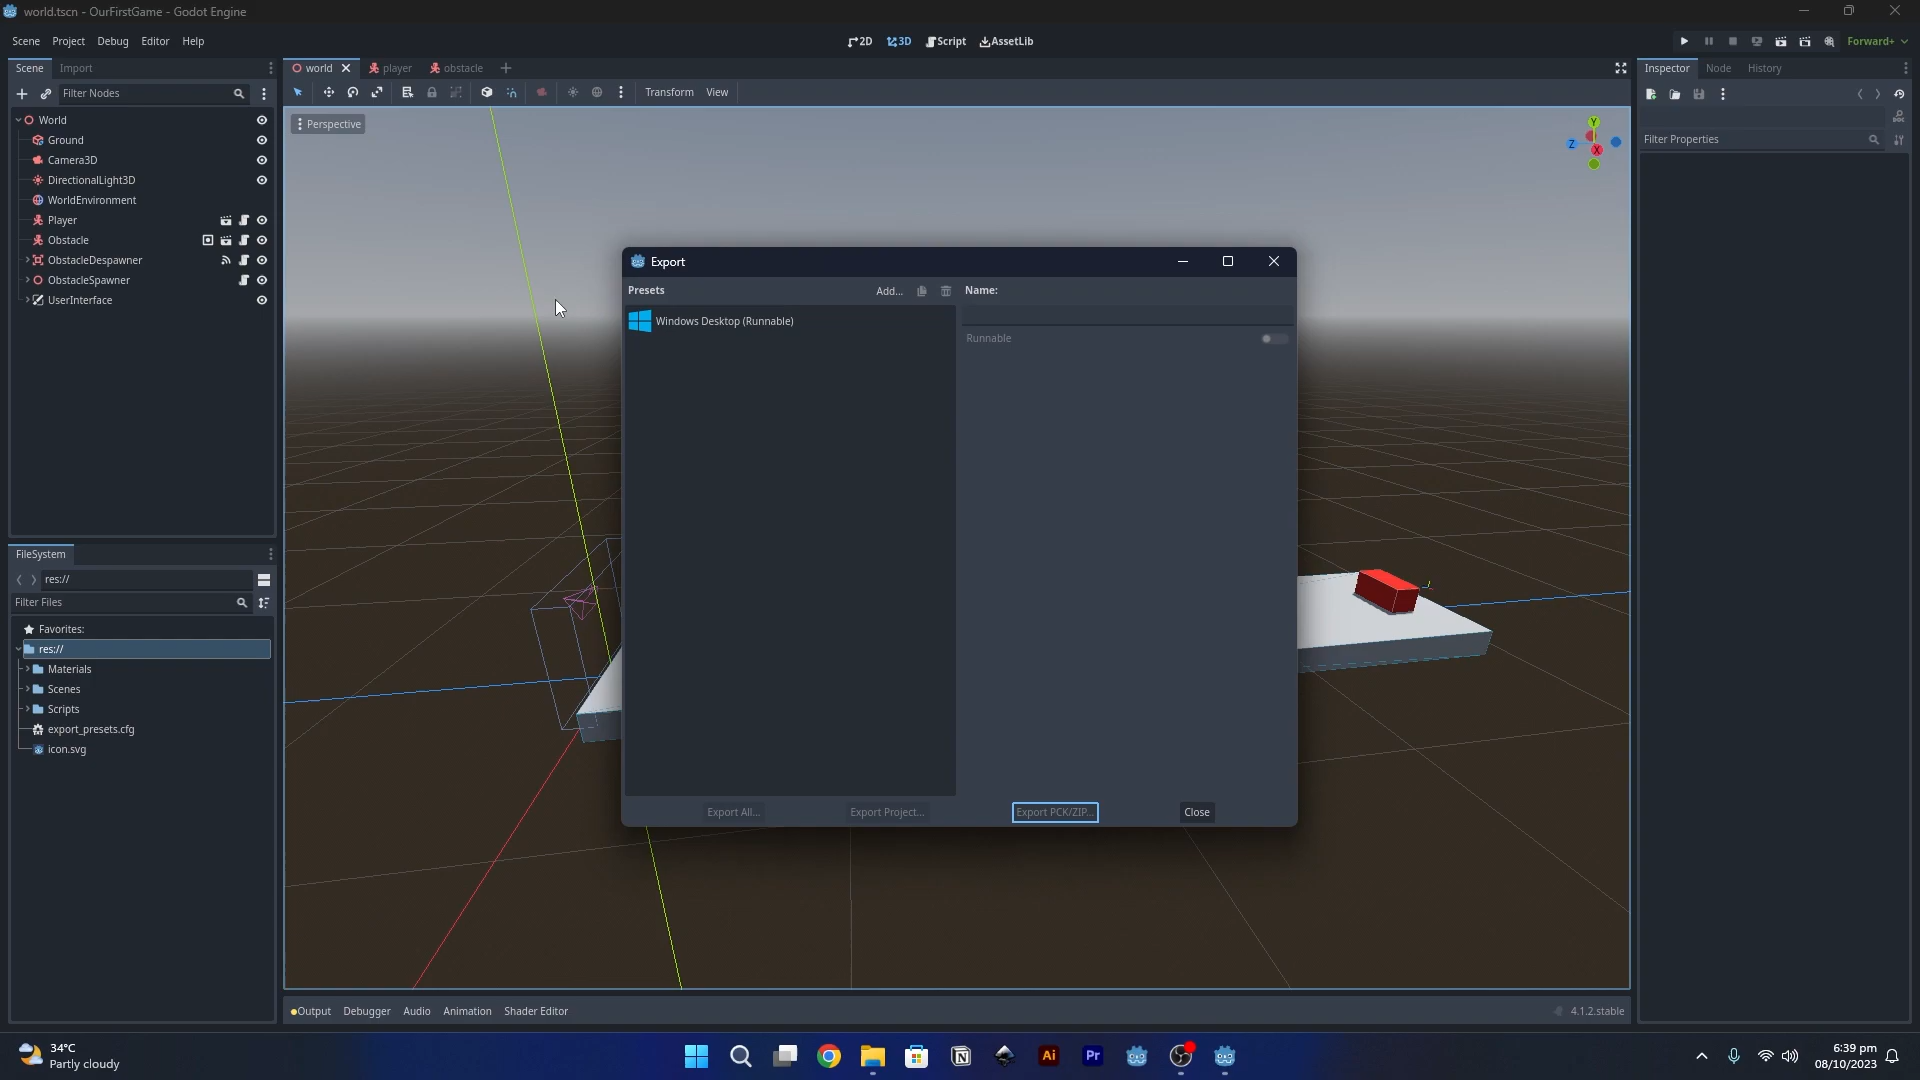 world.tscn - OurFirstGame - Godot Engine
Scene Project Debug Editor Help
2D 3D Script AssetLib
Forward+
Scene Import
world player obstacle
Inspector Node History
Filter Nodes
Transform View
World
Ground
Camera3D
DirectionalLight3D
WorldEnvironment
Player
Obstacle
ObstacleDespawner
ObstacleSpawner
UserInterface
Perspective
Y
Z
X
Filter Properties
Export
Presets
Add...
Name:
Windows Desktop (Runnable)
Runnable
Export All...
Export Project...
Export PCK/ZIP...
Close
FileSystem
res://
Filter Files
Favorites:
res://
Materials
Scenes
Scripts
export_presets.cfg
icon.svg
Output Debugger Audio Animation Shader Editor
4.1.2.stable
34°C
Partly cloudy
Ai
Pr
6:39 pm
08/10/2023